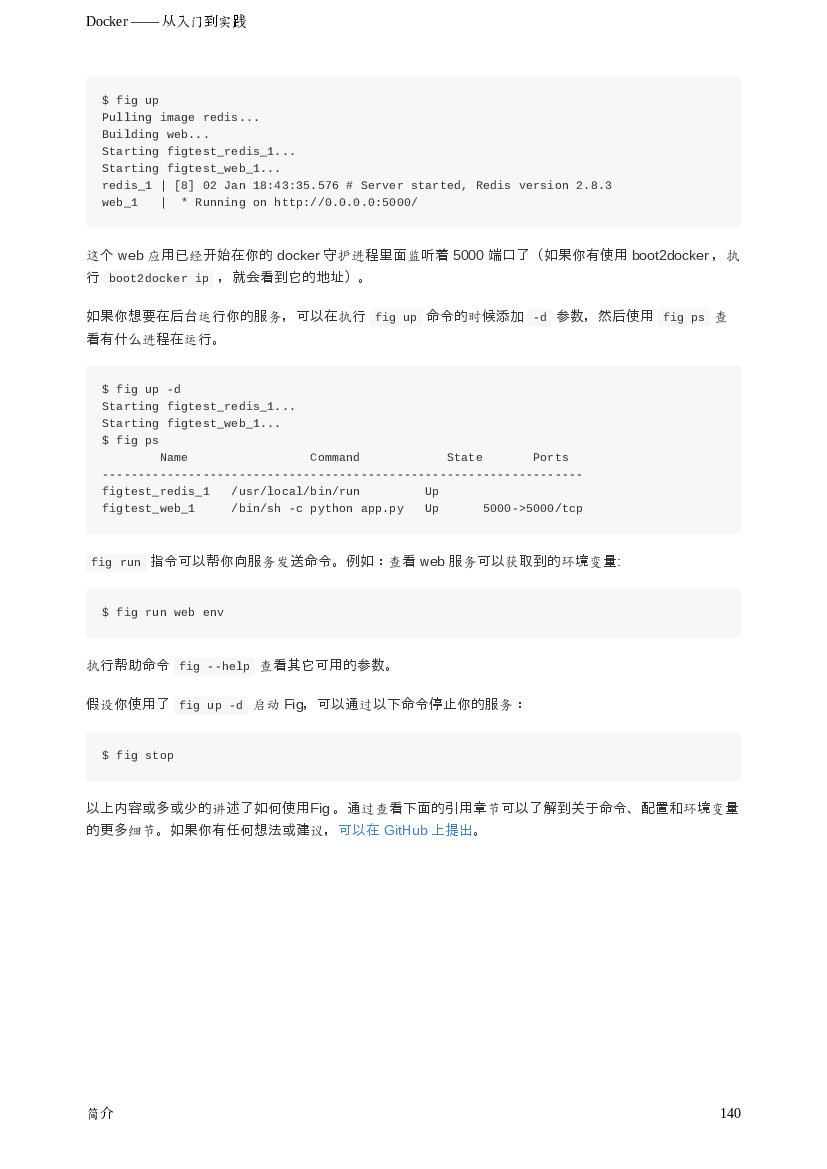 Docker —— 从入门到实践
$ fig up
Pulling image redis...
Building web...
Starting figtest_redis_1...
Starting figtest_web_1...
redis_1 | [8] 02 Jan 18:43:35.576 # Server started, Redis version 2.8.3
web_1   |  * Running on http://0.0.0.0:5000/
这个 web 应用已经开始在你的 docker 守护进程里面监听着 5000 端口了（如果你有使用 boot2docker，执
行 boot2docker ip ，就会看到它的地址）。
如果你想要在后台运行你的服务，可以在执行 fig up 命令的时候添加 -d 参数，然后使用 fig ps 查
看有什么进程在运行。
$ fig up -d
Starting figtest_redis_1...
Starting figtest_web_1...
$ fig ps
        Name                 Command            State       Ports
-------------------------------------------------------------------
figtest_redis_1   /usr/local/bin/run         Up
figtest_web_1     /bin/sh -c python app.py   Up      5000->5000/tcp
fig run 指令可以帮你向服务发送命令。例如：查看 web 服务可以获取到的环境变量:
$ fig run web env
执行帮助命令 fig --help 查看其它可用的参数。
假设你使用了 fig up -d 启动 Fig，可以通过以下命令停止你的服务：
$ fig stop
以上内容或多或少的讲述了如何使用Fig 。通过查看下面的引用章节可以了解到关于命令、配置和环境变量
的更多细节。如果你有任何想法或建议，可以在 GitHub 上提出。
简介 140